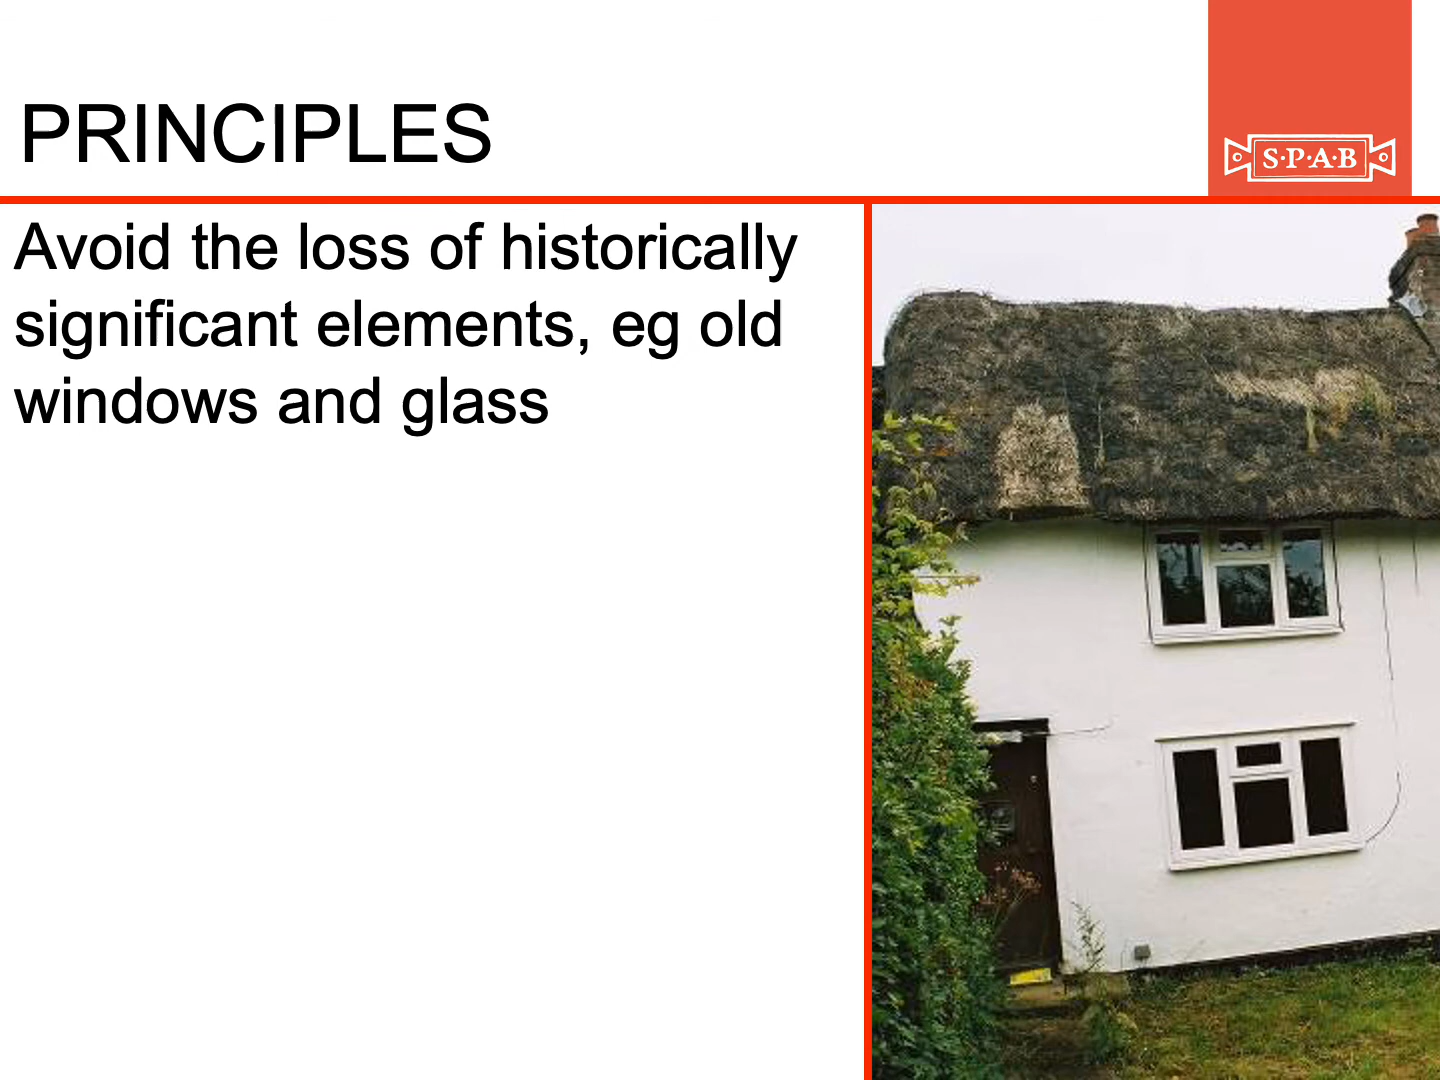 PRINCIPLES
S·P·A·B
Avoid the loss of historically
significant elements, eg old
windows and glass